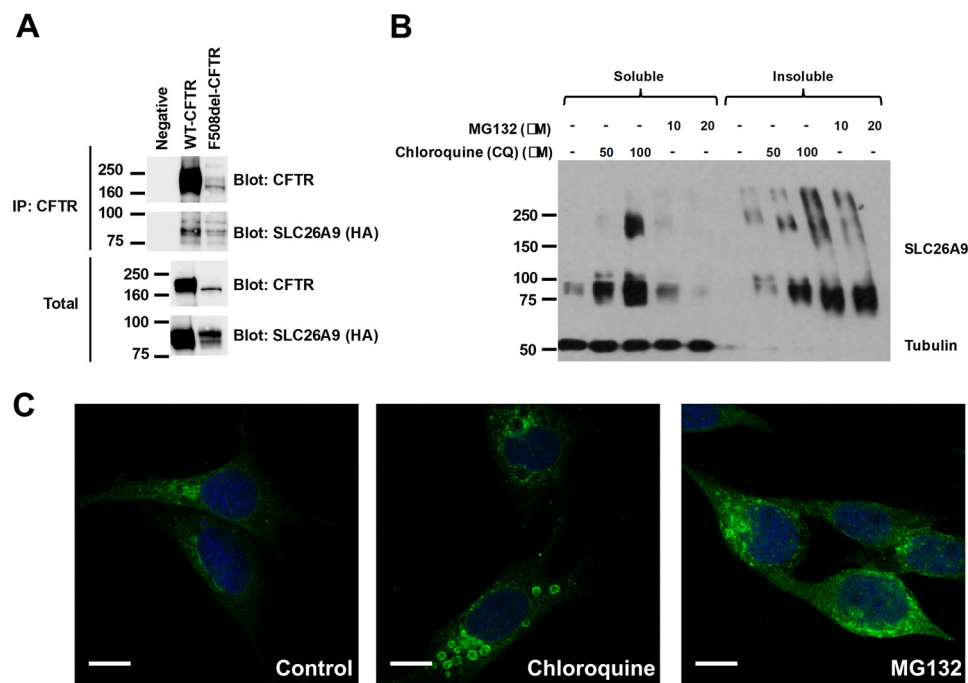 A
Negative
WT-CFTR
F508del-CFTR
IP: CFTR
250
160
Blot: CFTR
100
75
Blot: SLC26A9 (HA)
Total
250
160
Blot: CFTR
100
75
Blot: SLC26A9 (HA)
B
Soluble Insoluble
MG132 (□M) - - - 10 20 - - - 10 20
Chloroquine (CQ) (□M) - 50 100 - - - 50 100 - -
250
150
100
75
50
SLC26A9
Tubulin
C
Control
Chloroquine
MG132